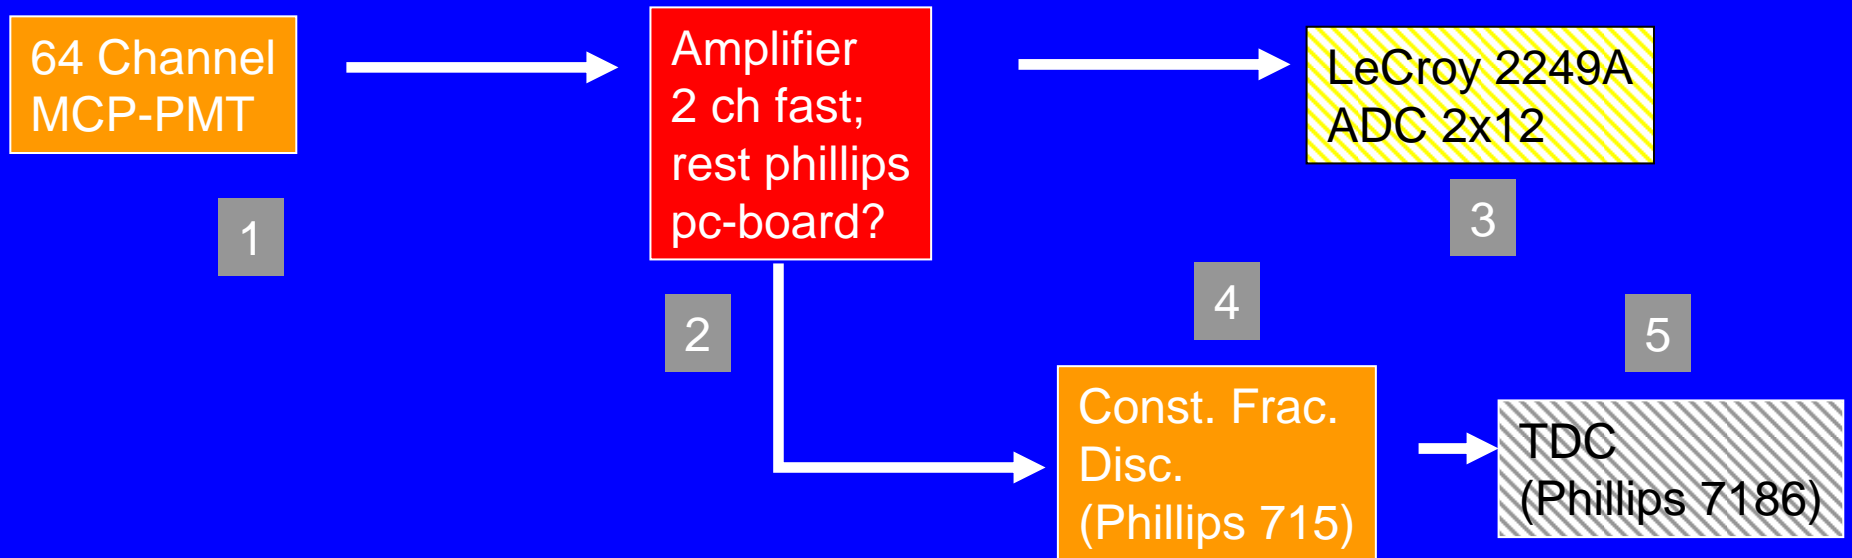 64 Channel
MCP-PMT
1
Amplifier
2 ch fast;
rest phillips
pc-board?
2
LeCroy 2249A
ADC 2x12
3
4
Const. Frac.
Disc.
(Phillips 715)
5
TDC
(Phillips 7186)